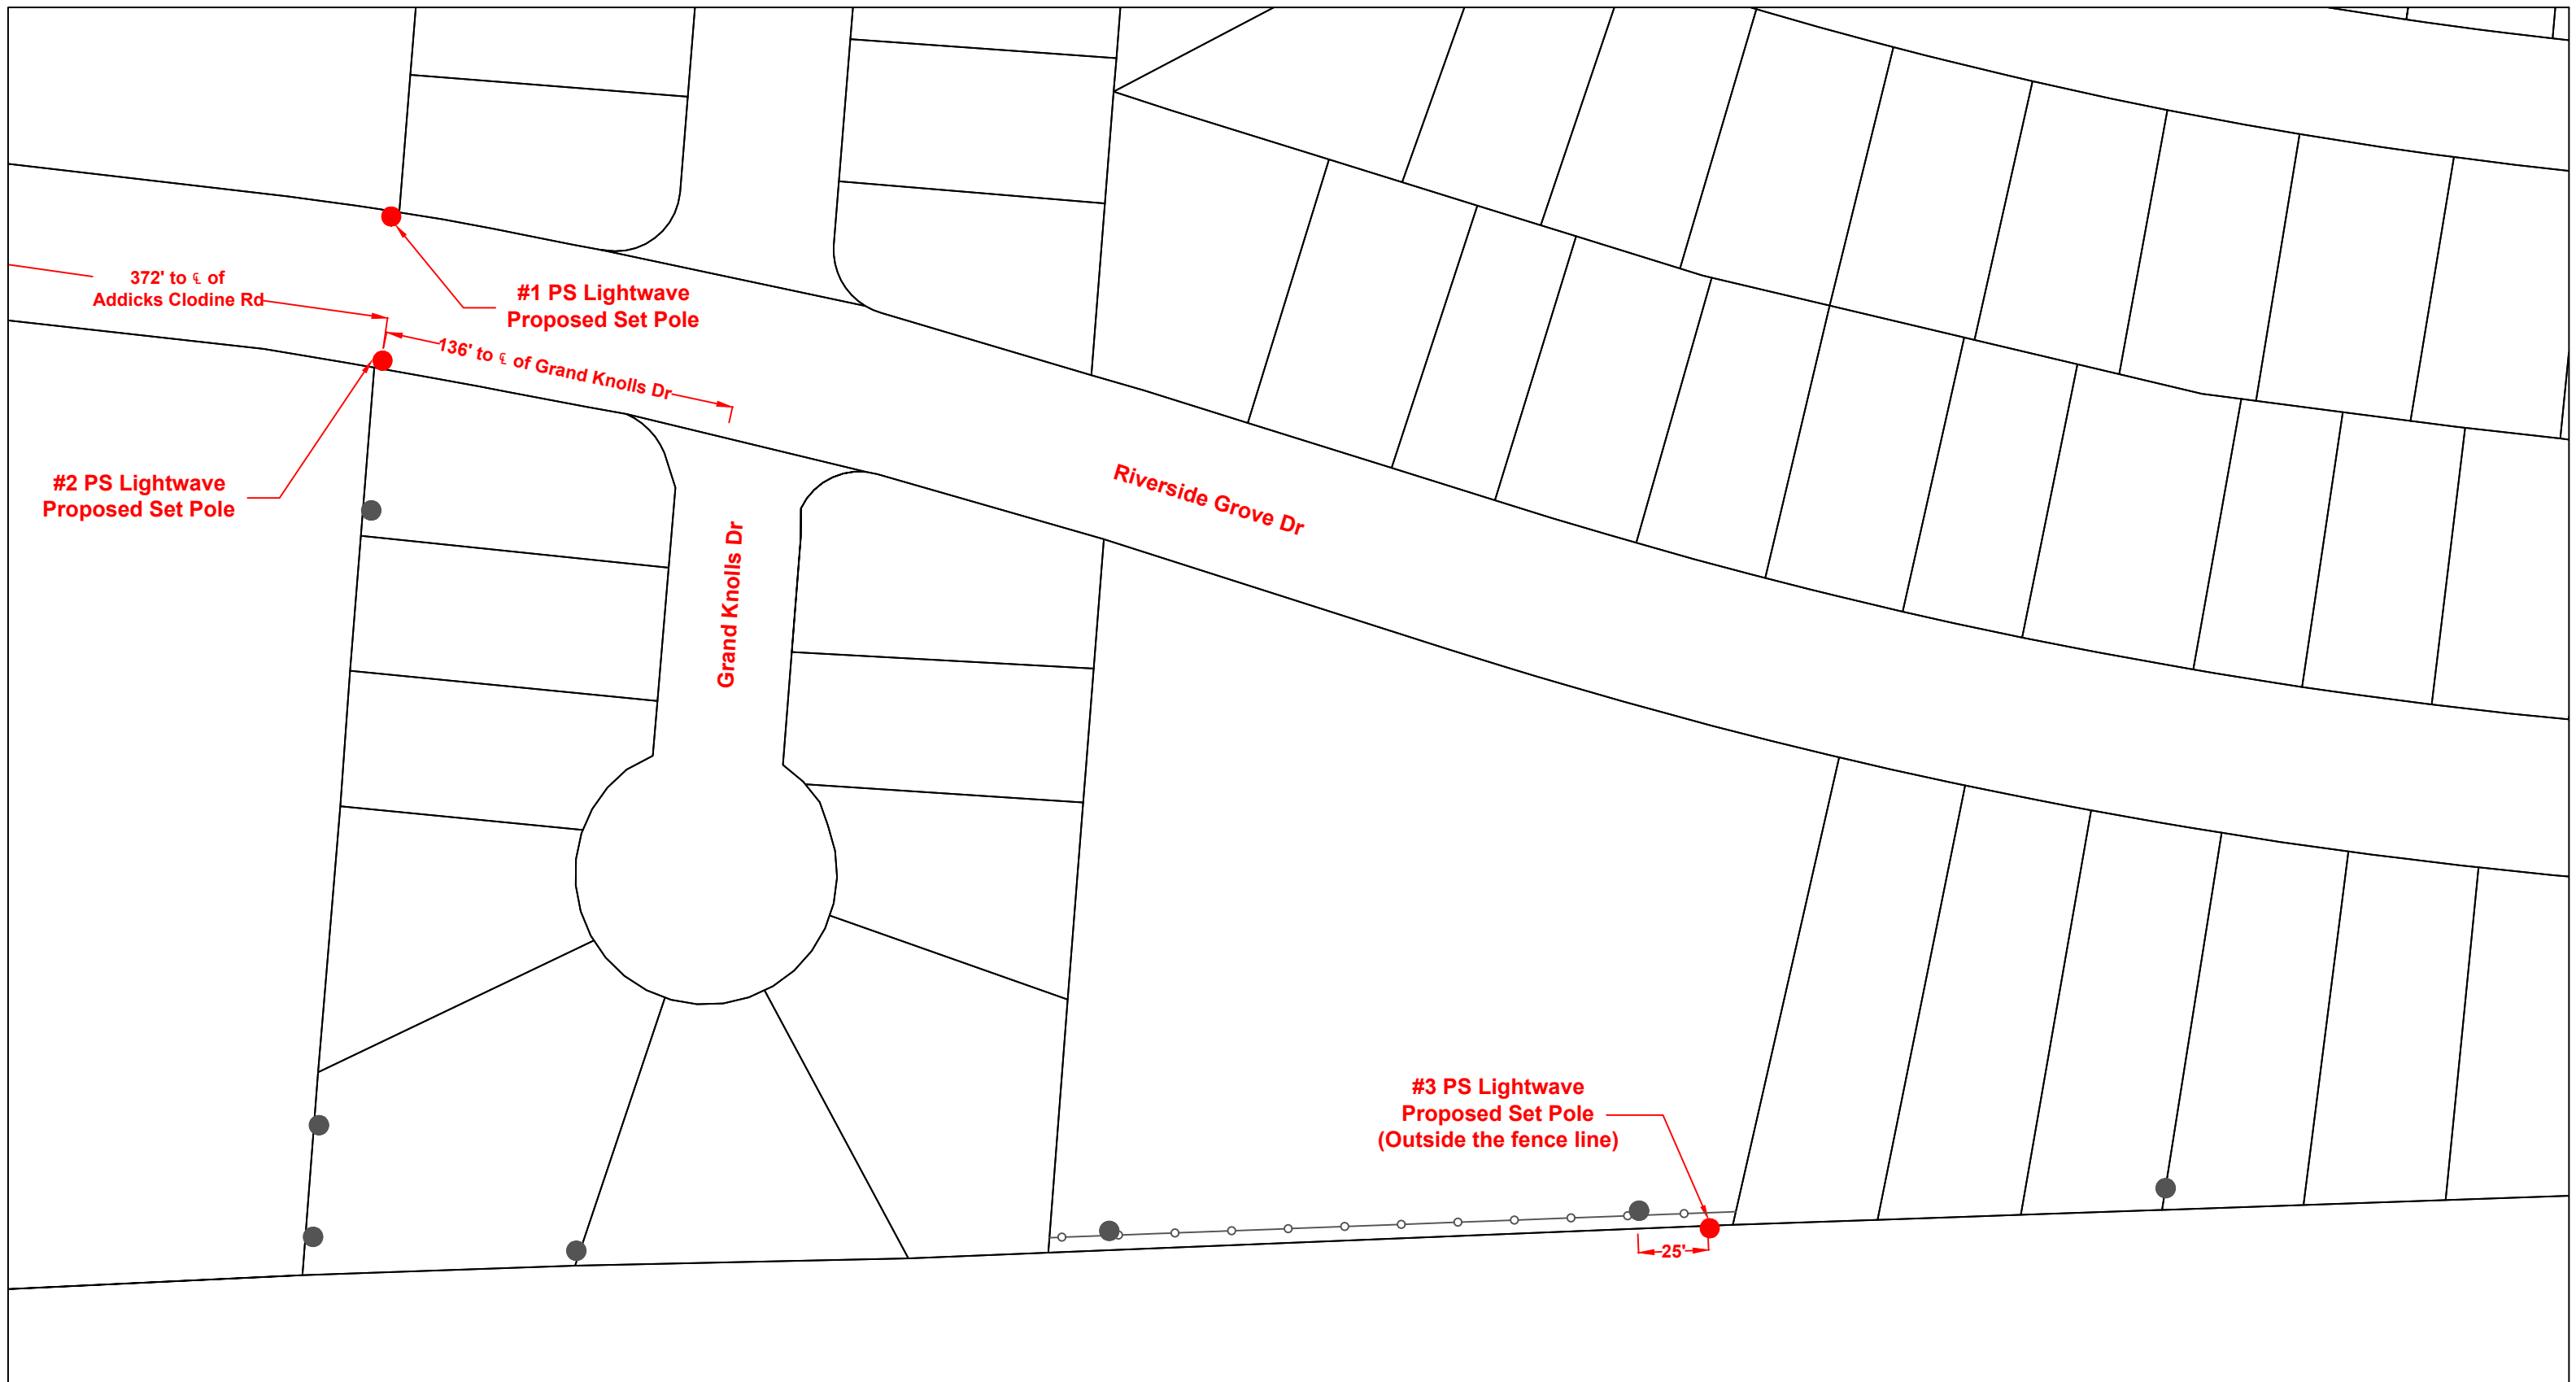 372' to ℄ of
Addicks Clodine Rd
#1 PS Lightwave
Proposed Set Pole
136' to ℄ of Grand Knolls Dr
#2 PS Lightwave
Proposed Set Pole
Riverside Grove Dr
Grand Knolls Dr
#3 PS Lightwave
Proposed Set Pole
(Outside the fence line)
25'